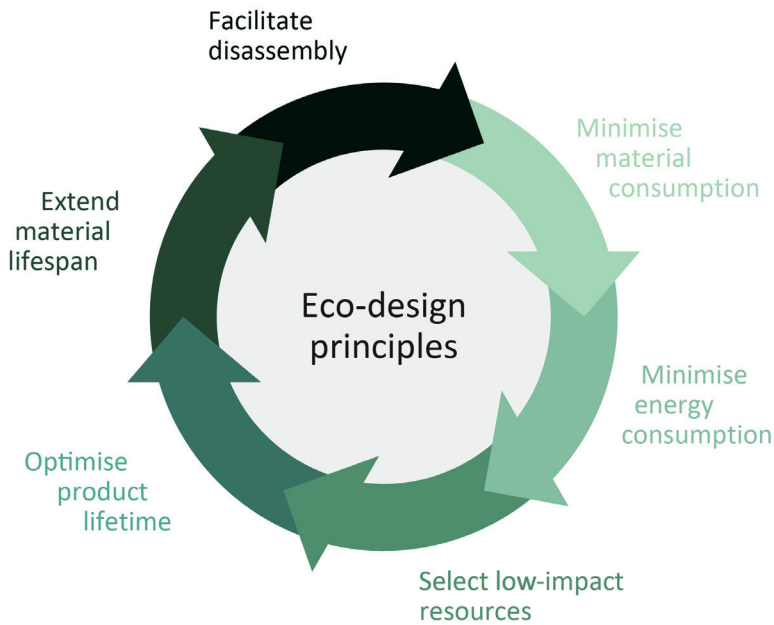 Facilitate
disassembly
Minimise
material
consumption
Extend
material
lifespan
Eco-design
principles
Minimise
energy
consumption
Optimise
product
lifetime
Select low-impact
resources